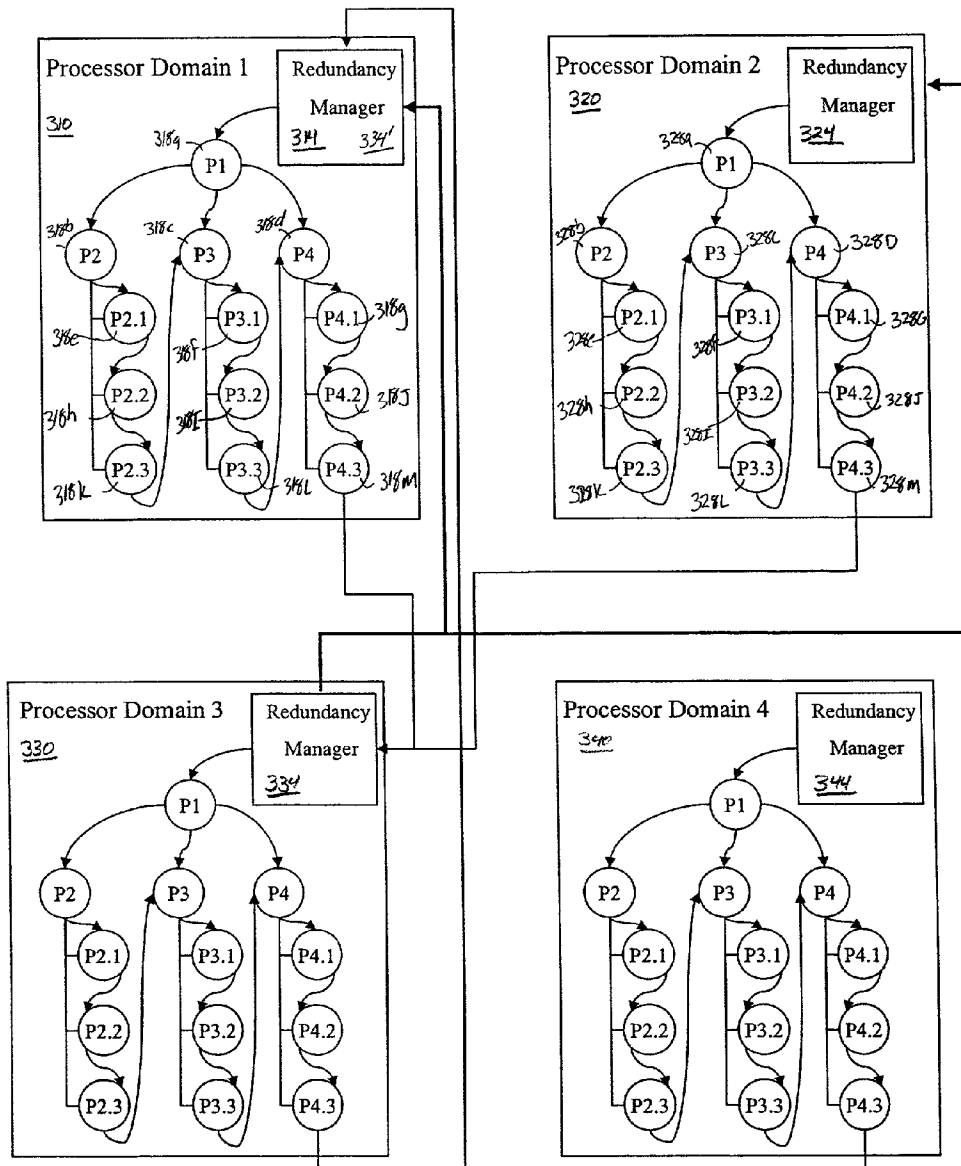 Processor Domain 1
Redundancy
Manager
310
314
334'
318a
P1
318b
318c
318d
P2
P3
P4
P2.1
P3.1
P4.1
318e
318f
318g
P2.2
P3.2
P4.2
318h
318I
318J
P2.3
P3.3
P4.3
318k
318L
318m
Processor Domain 2
Redundancy
Manager
320
324
328a
P1
328b
328L
328D
P2
P3
P4
P2.1
P3.1
P4.1
328e
328f
328G
P2.2
P3.2
P4.2
328h
328I
328J
P2.3
P3.3
P4.3
328K
328L
328m
Processor Domain 3
Redundancy
Manager
330
334
P1
P2
P3
P4
P2.1
P3.1
P4.1
P2.2
P3.2
P4.2
P2.3
P3.3
P4.3
Processor Domain 4
Redundancy
Manager
340
344
P1
P2
P3
P4
P2.1
P3.1
P4.1
P2.2
P3.2
P4.2
P2.3
P3.3
P4.3